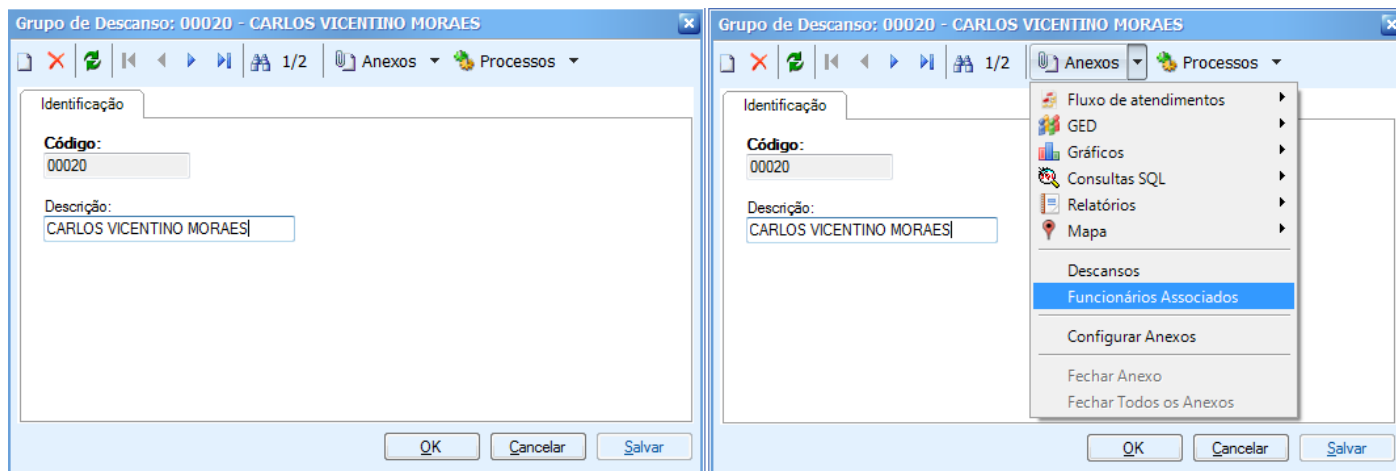 Grupo de Descanso: 00020 - CARLOS VICENTINO MORAES
1/2 Anexos Processos
Identificação
Código:
00020
Descrição:
CARLOS VICENTINO MORAES
OK Cancelar Salvar
Grupo de Descanso: 00020 - CARLOS VICENTINO MORAES
1/2 Anexos Processos
Identificação
Código:
00020
Descrição:
CARLOS VICENTINO MORAES
Fluxo de atendimentos
GED
Gráficos
Consultas SQL
Relatórios
Mapa
Descansos
Funcionários Associados
Configurar Anexos
Fechar Anexo
Fechar Todos os Anexos
OK Cancelar Salvar